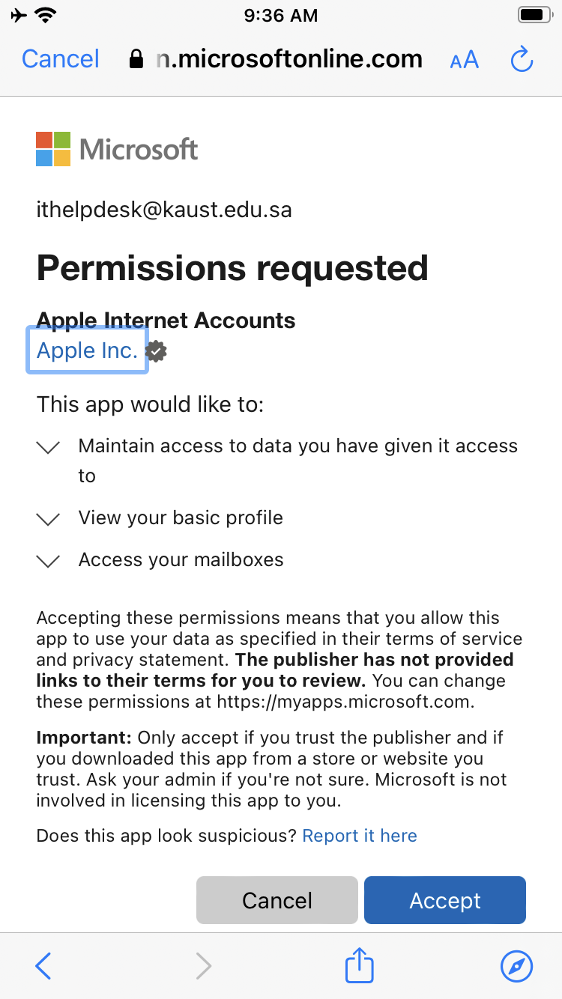 9:36 AM
Cancel
n.microsoftonline.com
AA
Microsoft
ithelpdesk@kaust.edu.sa
Permissions requested
Apple Internet Accounts
Apple Inc.
This app would like to:
Maintain access to data you have given it access
to
View your basic profile
Access your mailboxes
Accepting these permissions means that you allow this
app to use your data as specified in their terms of service
and privacy statement. The publisher has not provided
links to their terms for you to review. You can change
these permissions at https://myapps.microsoft.com.
Important: Only accept if you trust the publisher and if
you downloaded this app from a store or website you
trust. Ask your admin if you're not sure. Microsoft is not
involved in licensing this app to you.
Does this app look suspicious? Report it here
Cancel
Accept